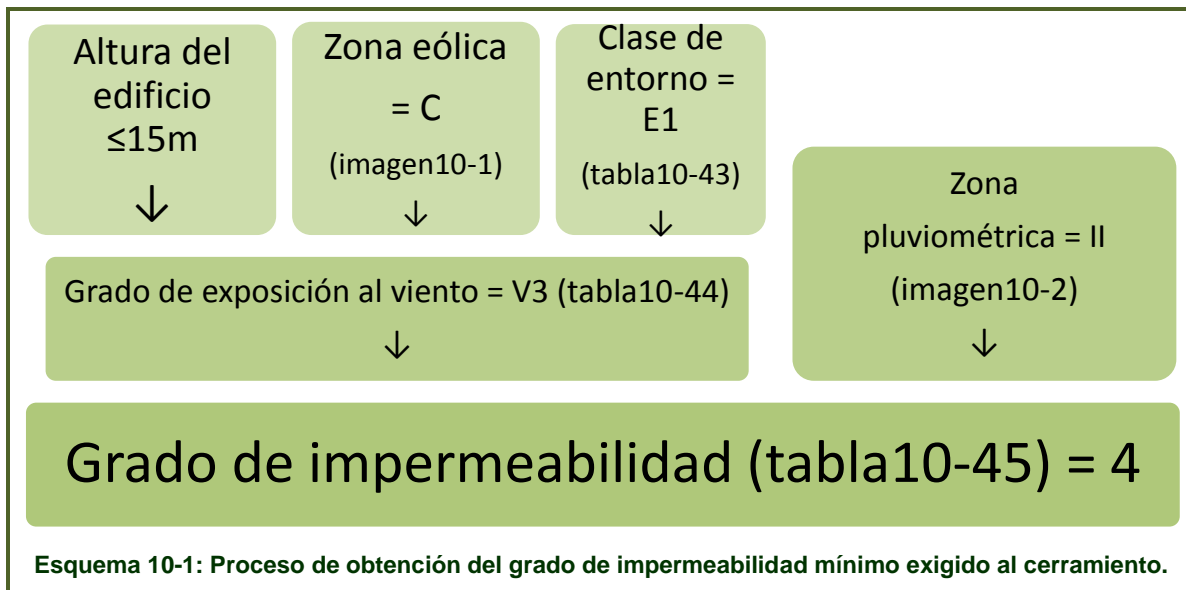 Altura del
edificio
≤15m
↓
Zona eólica
= C
(imagen10-1)
↓
Clase de
entorno =
E1
(tabla10-43)
↓
Zona
pluviométrica = II
(imagen10-2)
↓
Grado de exposición al viento = V3 (tabla10-44)
↓
Grado de impermeabilidad (tabla10-45) = 4
Esquema 10-1: Proceso de obtención del grado de impermeabilidad mínimo exigido al cerramiento.